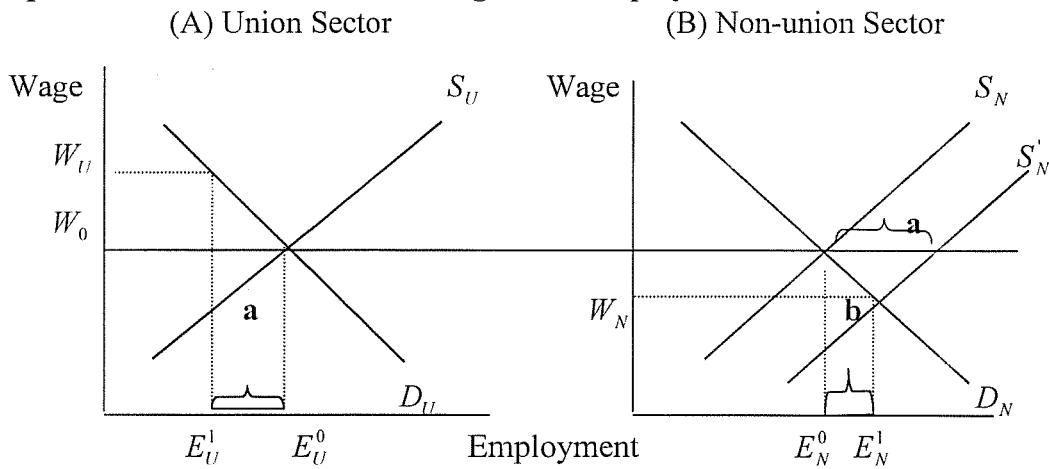 (A) Union Sector
(B) Non-union Sector
Wage
S_U
W_U
W_0
a
D_U
E_U^1
E_U^0
Employment
Wage
S_N
S_N'
a
W_N
b
D_N
E_N^0
E_N^1